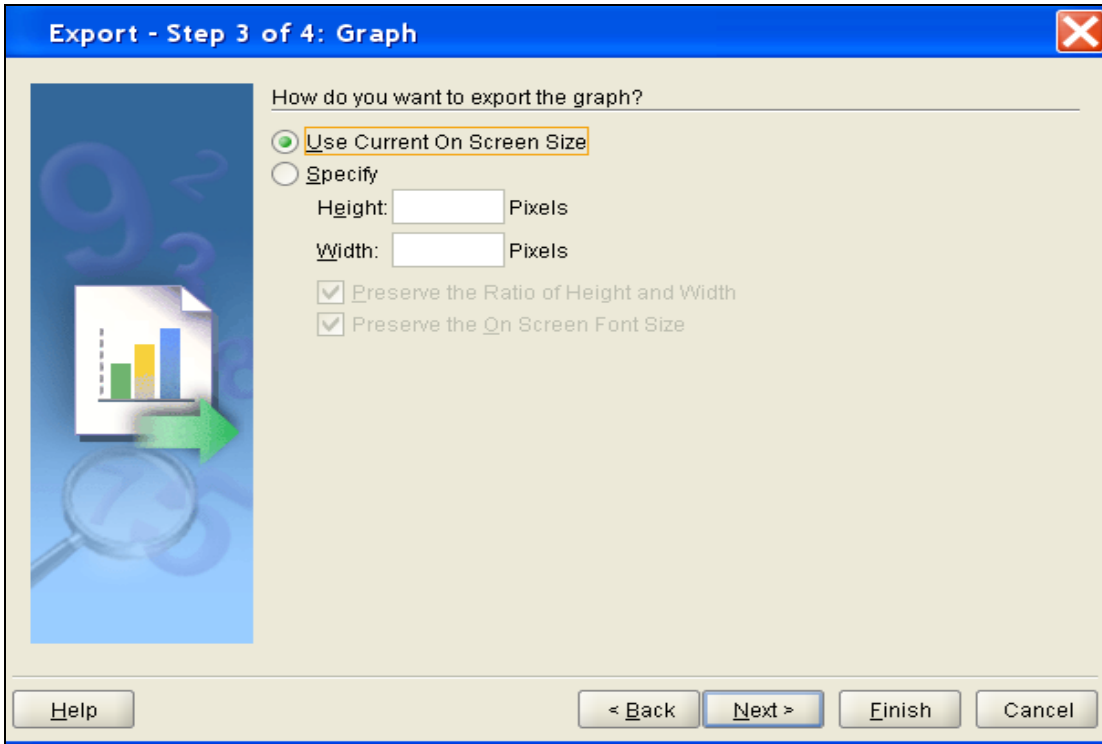 Export - Step 3 of 4: Graph
How do you want to export the graph?
Use Current On Screen Size
Specify
Height: Pixels
Width: Pixels
Preserve the Ratio of Height and Width
Preserve the On Screen Font Size
Help < Back Next > Finish Cancel